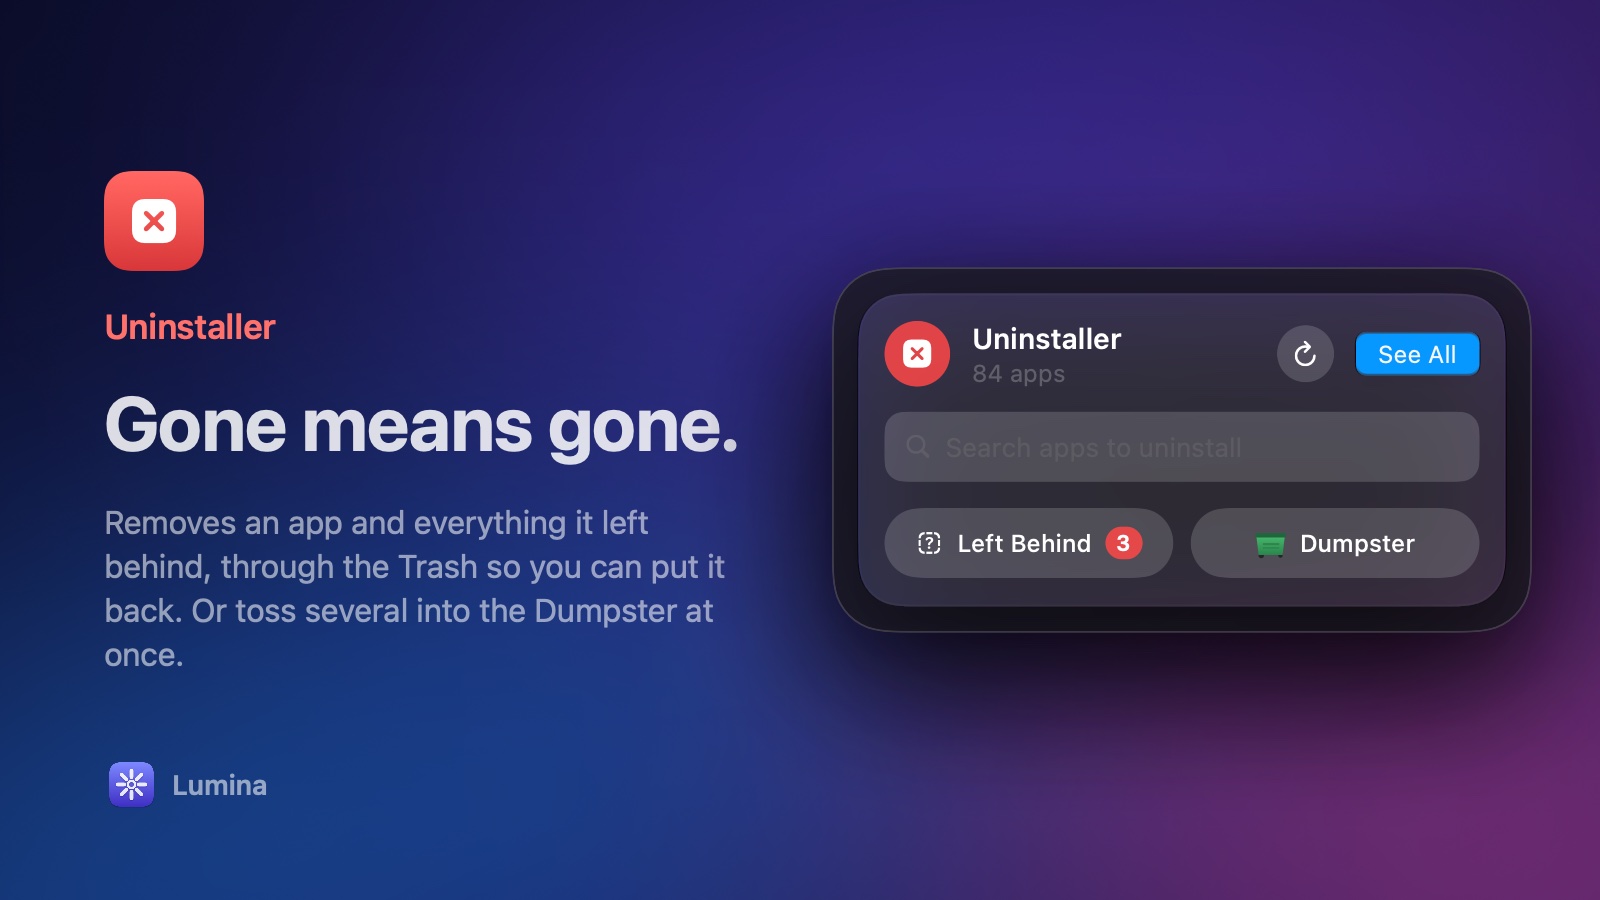 Uninstaller
Gone means gone.
Removes an app and everything it left
behind, through the Trash so you can put it
back. Or toss several into the Dumpster at
once.
Lumina
Uninstaller
84 apps
See All
Search apps to uninstall
Left Behind 3
Dumpster